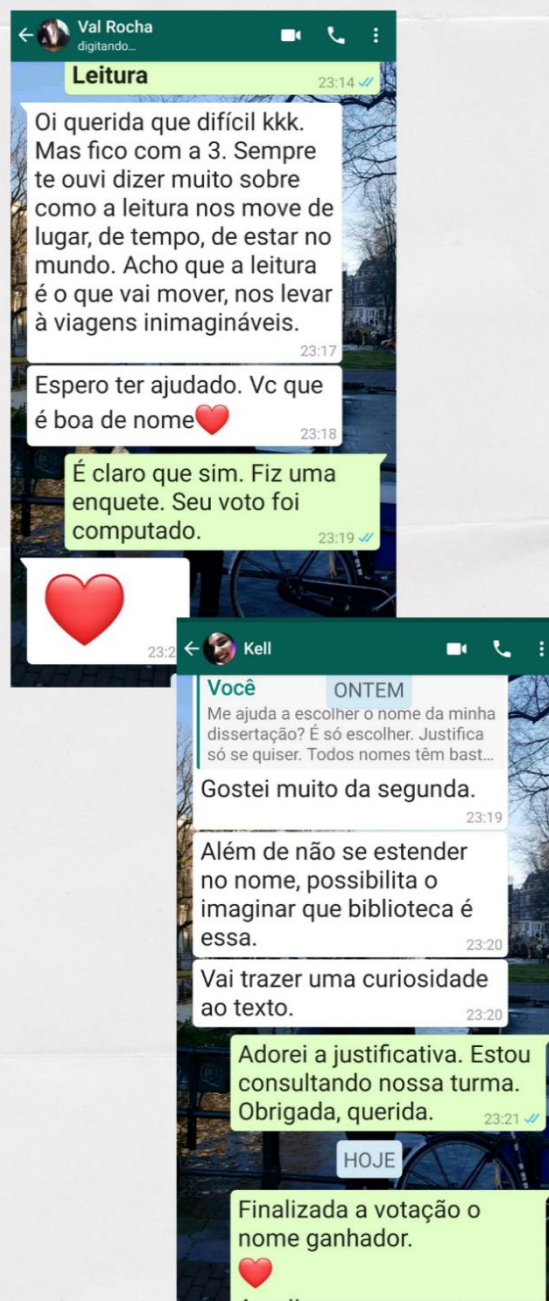 Val Rocha
digitando...
Leitura
23:14
Oi querida que difícil kkk.
Mas fico com a 3. Sempre
te ouvi dizer muito sobre
como a leitura nos move de
lugar, de tempo, de estar no
mundo. Acho que a leitura
é o que vai mover, nos levar
à viagens inimagináveis.
23:17
Espero ter ajudado. Vc que
é boa de nome❤️
23:18
É claro que sim. Fiz uma
enquete. Seu voto foi
computado.
23:19
❤️
Kell
Você
ONTEM
Me ajuda a escolher o nome da minha
dissertação? É só escolher. Justifica
só se quiser. Todos nomes têm bast...
Gostei muito da segunda.
23:19
Além de não se estender
no nome, possibilita o
imaginar que biblioteca é
essa.
23:20
Vai trazer uma curiosidade
ao texto.
23:20
Adorei a justificativa. Estou
consultando nossa turma.
Obrigada, querida.
23:21
HOJE
Finalizada a votação o
nome ganhador.
❤️